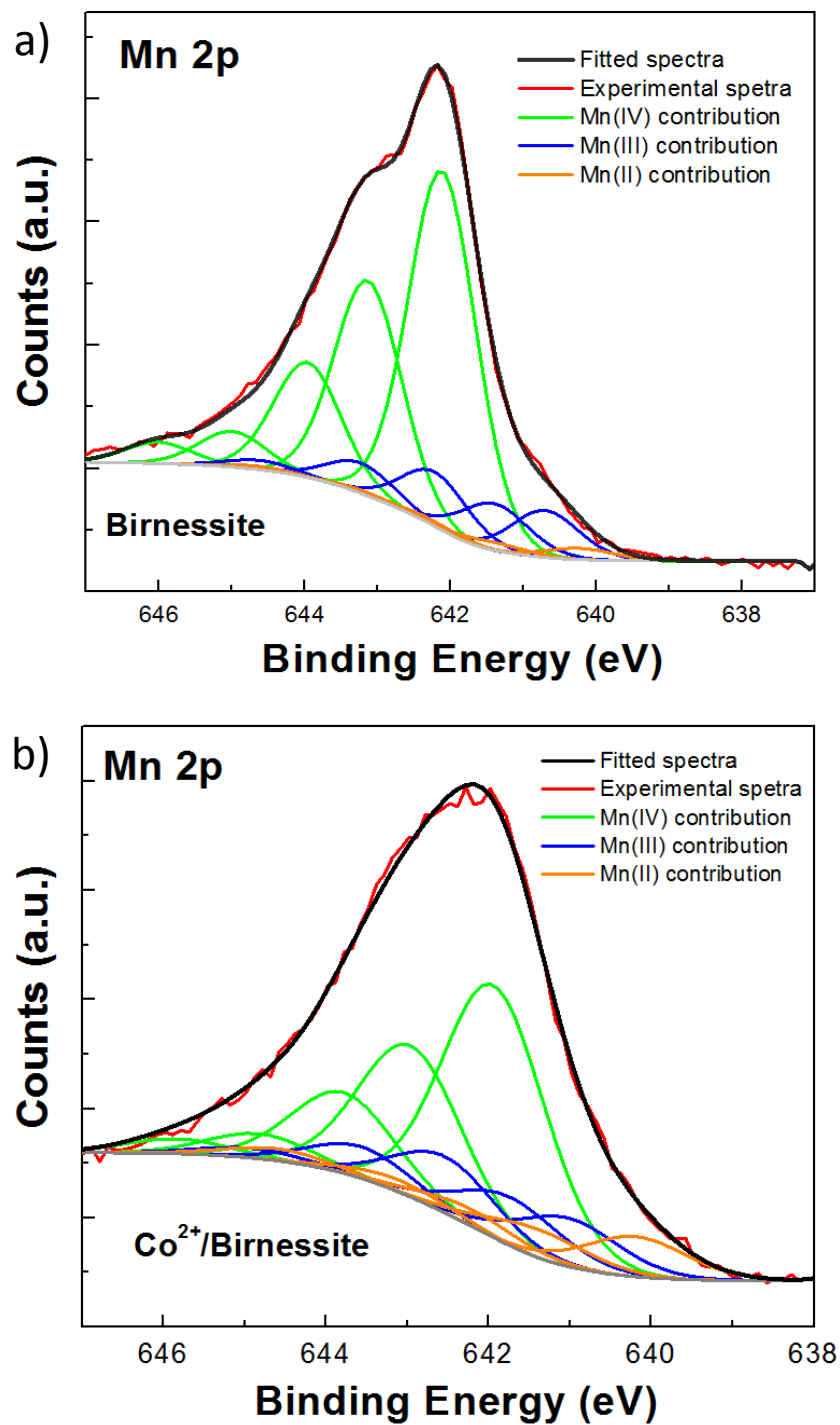 a)
Mn 2p
Fitted spectra
Experimental spetra
Mn(IV) contribution
Mn(III) contribution
Mn(II) contribution
Counts (a.u.)
Birnessite
646 644 642 640 638
Binding Energy (eV)
b)
Mn 2p
Fitted spectra
Experimental spetra
Mn(IV) contribution
Mn(III) contribution
Mn(II) contribution
Counts (a.u.)
Co²⁺/Birnessite
646 644 642 640 638
Binding Energy (eV)